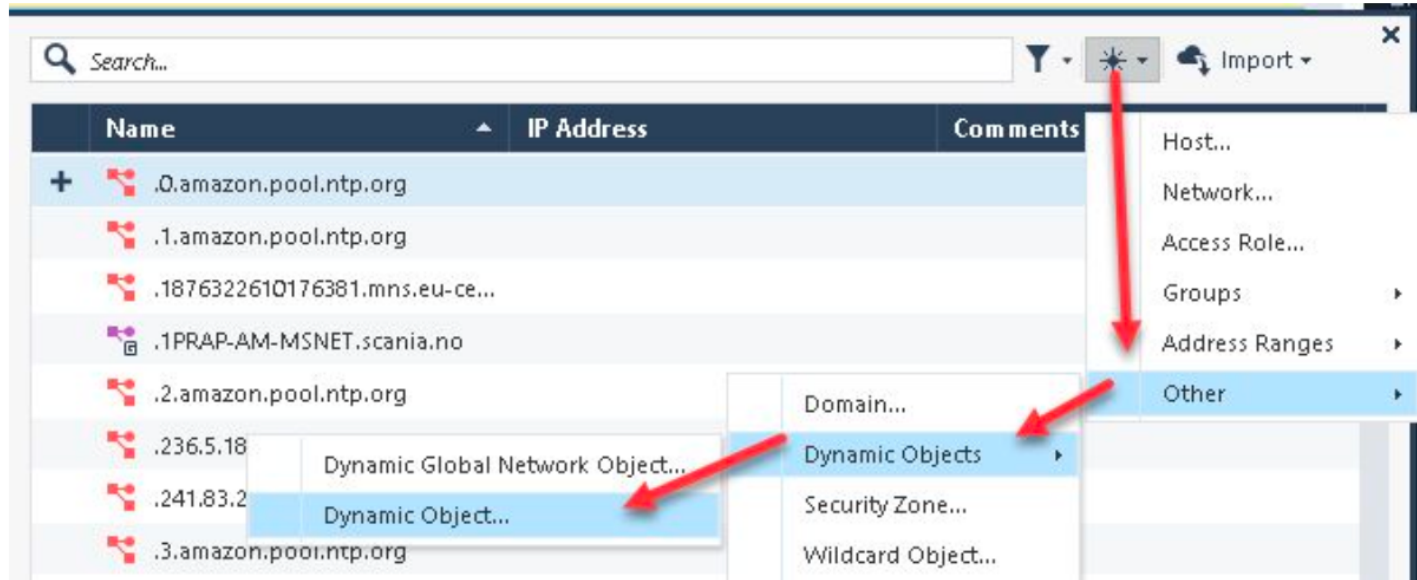 Search...
Import
Name
IP Address
Comments
Host...
.0.amazon.pool.ntp.org
Network...
.1.amazon.pool.ntp.org
Access Role...
.1876322610176381.mns.eu-ce...
Groups
.1PRAP-AM-MSNET.scania.no
Address Ranges
.2.amazon.pool.ntp.org
Domain...
Other
.236.5.18
Dynamic Global Network Object...
Dynamic Objects
.241.83.2
Dynamic Object...
Security Zone...
.3.amazon.pool.ntp.org
Wildcard Object...